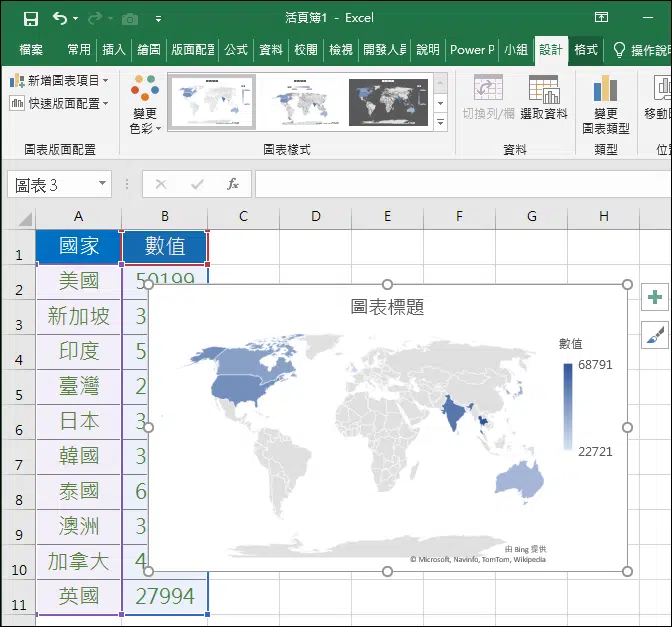 活頁簿1 - Excel
檔案 常用 插入 繪圖 版面配置 公式 資料 校閱 檢視 開發人員 說明 Power P 小組 設計 格式 操作說
新增圖表項目
快速版面配置
變更
色彩
切換列/欄 選取資料
變更
圖表類型
移動
圖表版面配置 圖表樣式 資料 類型 位
圖表 3
fx
A B C D E F G H
1 國家 數值
2 美國 50199
3 新加坡 3
4 印度 5
5 臺灣 2
6 日本 3
7 韓國 3
8 泰國 6
9 澳洲 3
10 加拿大 4
11 英國 27994
圖表標題
數值
68791
22721
由 Bing 提供
© Microsoft, Navinfo, TomTom, Wikipedia